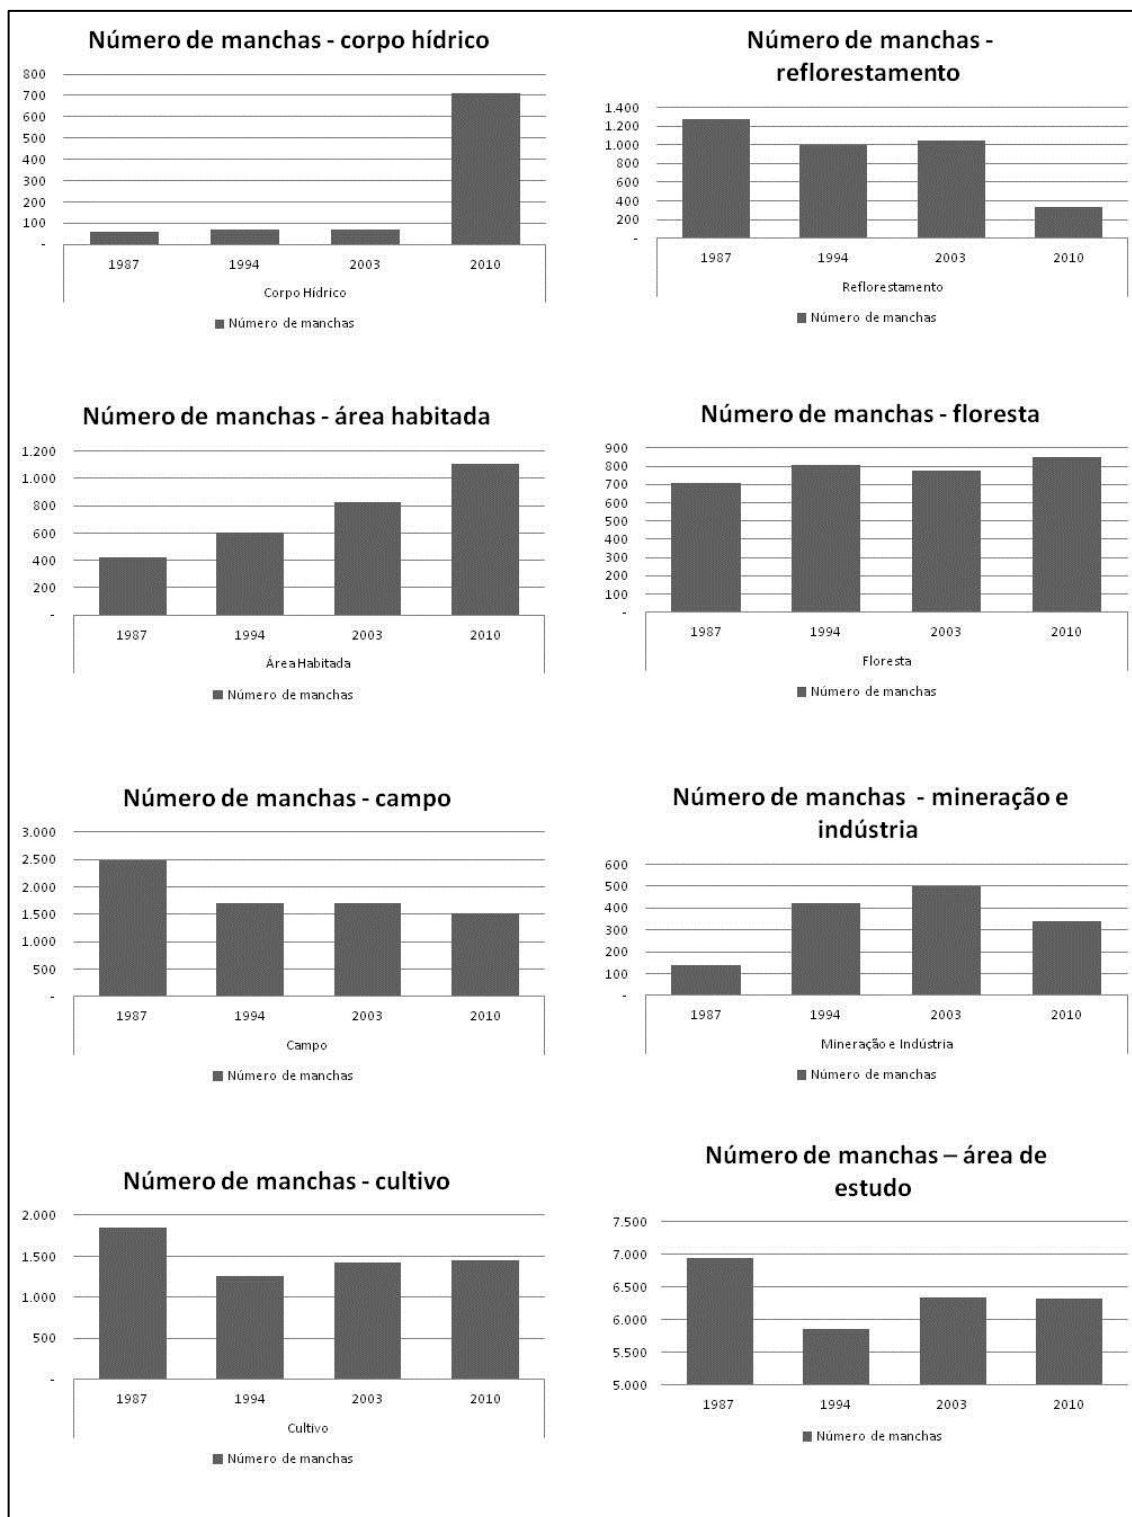 Número de manchas - corpo hídrico
800
700
600
500
400
300
200
100
-
1987 1994 2003 2010
Corpo Hídrico
Número de manchas
Número de manchas -
reflorestamento
1.400
1.200
1.000
800
600
400
200
-
1987 1994 2003 2010
Reflorestamento
Número de manchas
Número de manchas - área habitada
1.200
1.000
800
600
400
200
-
1987 1994 2003 2010
Área Habitada
Número de manchas
Número de manchas - floresta
900
800
700
600
500
400
300
200
100
-
1987 1994 2003 2010
Floresta
Número de manchas
Número de manchas - campo
3.000
2.500
2.000
1.500
1.000
500
-
1987 1994 2003 2010
Campo
Número de manchas
Número de manchas - mineração e
indústria
600
500
400
300
200
100
-
1987 1994 2003 2010
Mineração e Indústria
Número de manchas
Número de manchas - cultivo
2.000
1.500
1.000
500
-
1987 1994 2003 2010
Cultivo
Número de manchas
Número de manchas – área de
estudo
7.500
7.000
6.500
6.000
5.500
5.000
1987 1994 2003 2010
Número de manchas